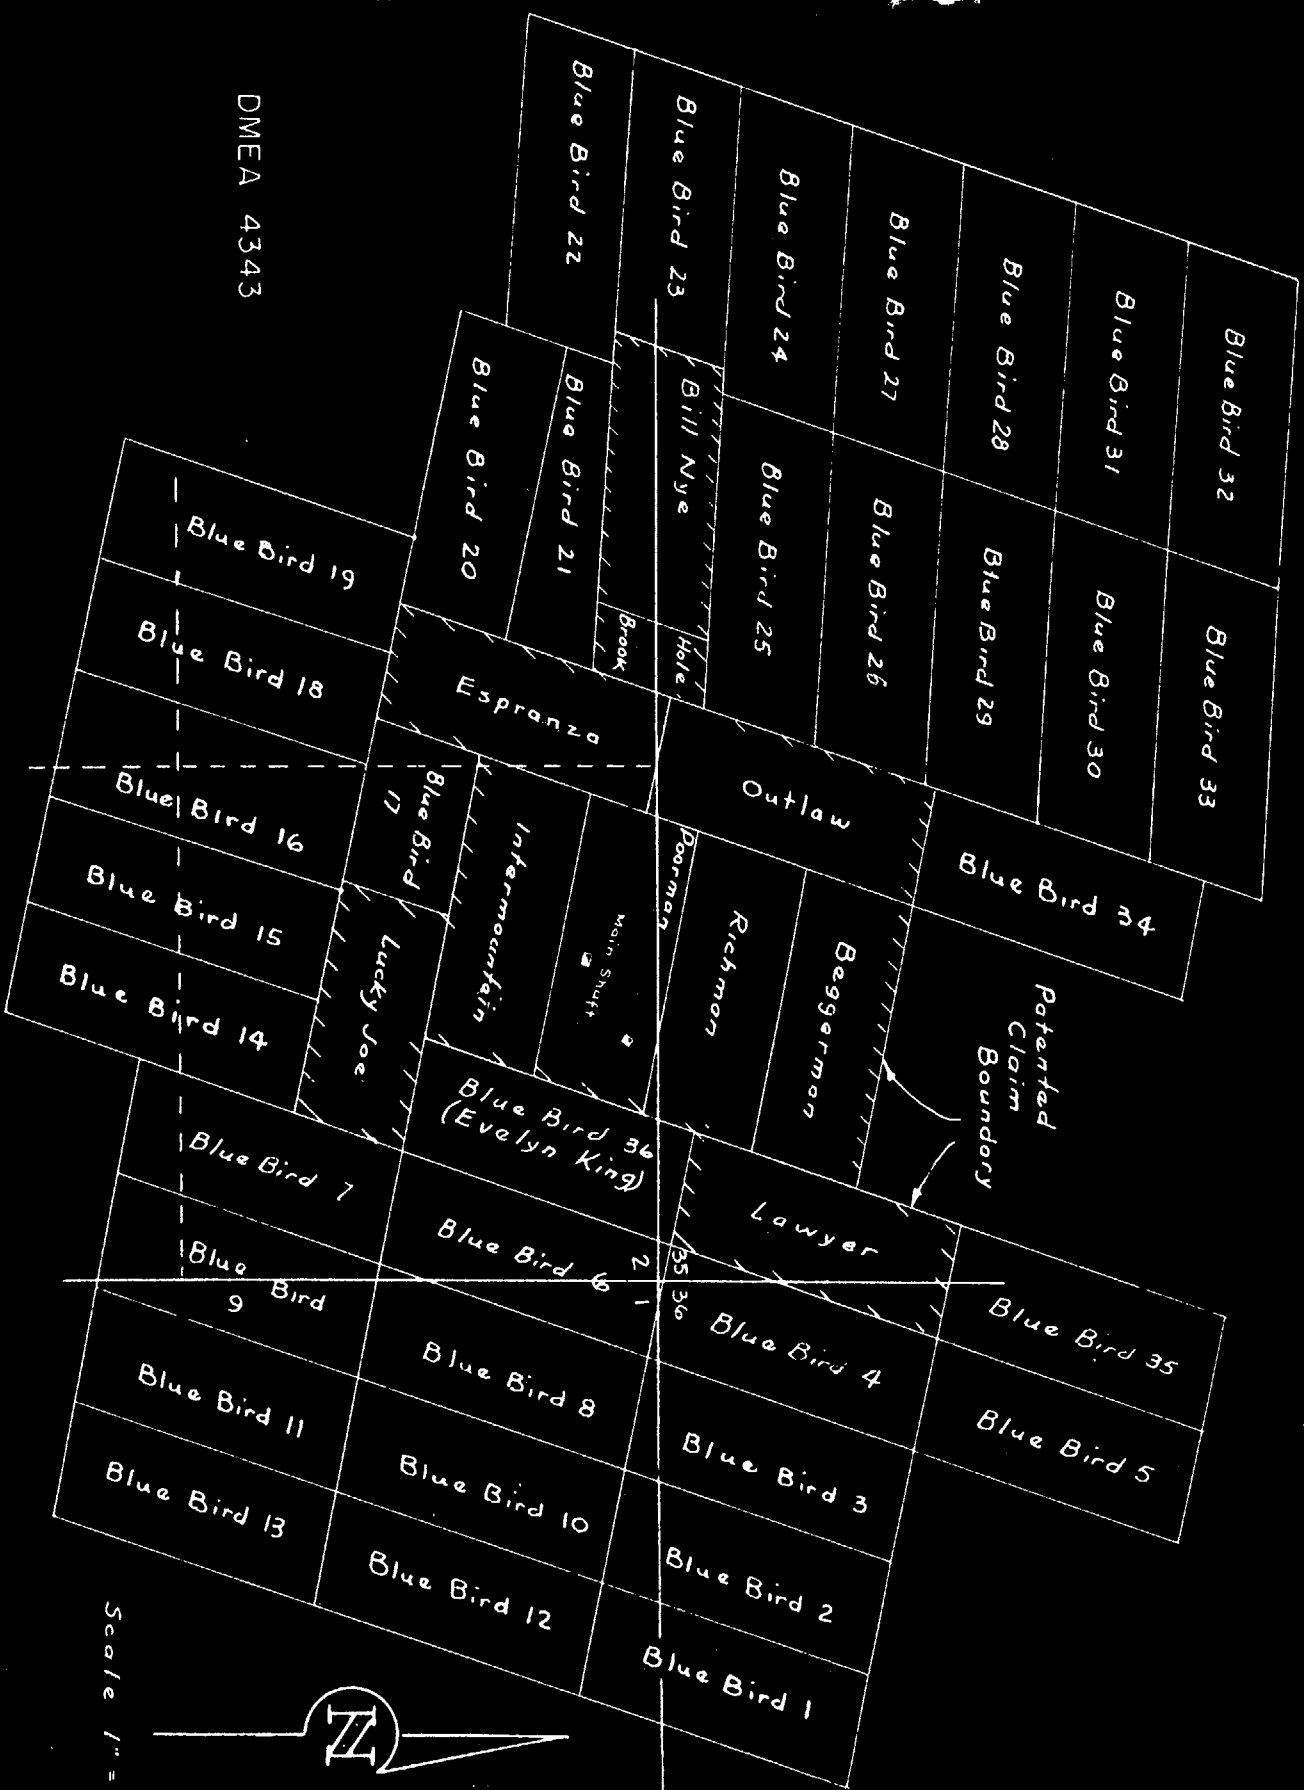 DMEA 4343
Blue Bird 22
Blue Bird 23
Blue Bird 24
Blue Bird 27
Blue Bird 28
Blue Bird 31
Blue Bird 32
Blue Bird 20
Blue Bird 21
Bill Nye
Brook
Hole
Blue Bird 25
Blue Bird 26
Blue Bird 29
Blue Bird 30
Blue Bird 33
Blue Bird 19
Blue Bird 18
Blue Bird 16
Blue Bird 15
Blue Bird 14
Espranza
Outlaw
Blue Bird 34
Blue Bird
17
Lucky Joe
Intermountain
Main Shaft
Poorman
Richman
Beggerman
Patented
Claim
Boundary
Blue Bird 36
(Evelyn King)
Lawyer
Blue Bird 35
Blue Bird 7
Blue Bird 6
2
35
1
36
Blue Bird 4
Blue Bird 5
Blue Bird
9
Blue Bird 8
Blue Bird 3
Blue Bird 11
Blue Bird 10
Blue Bird 2
Blue Bird 13
Blue Bird 12
Blue Bird 1
Scale 1" =
N